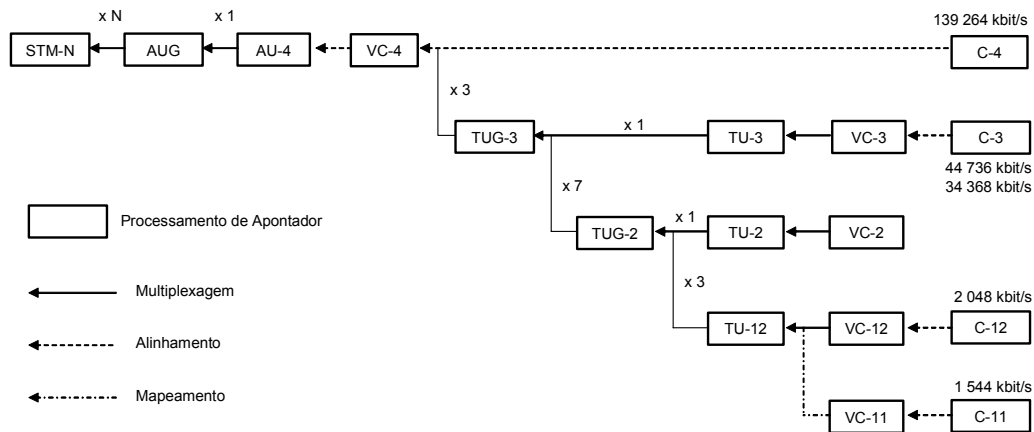 x N
x 1
139 264 kbit/s
STM-N
AUG
AU-4
VC-4
C-4
x 3
x 1
TUG-3
TU-3
VC-3
C-3
44 736 kbit/s
34 368 kbit/s
x 7
Processamento de Apontador
x 1
TUG-2
TU-2
VC-2
x 3
Multiplexagem
2 048 kbit/s
TU-12
VC-12
C-12
Alinhamento
1 544 kbit/s
Mapeamento
VC-11
C-11